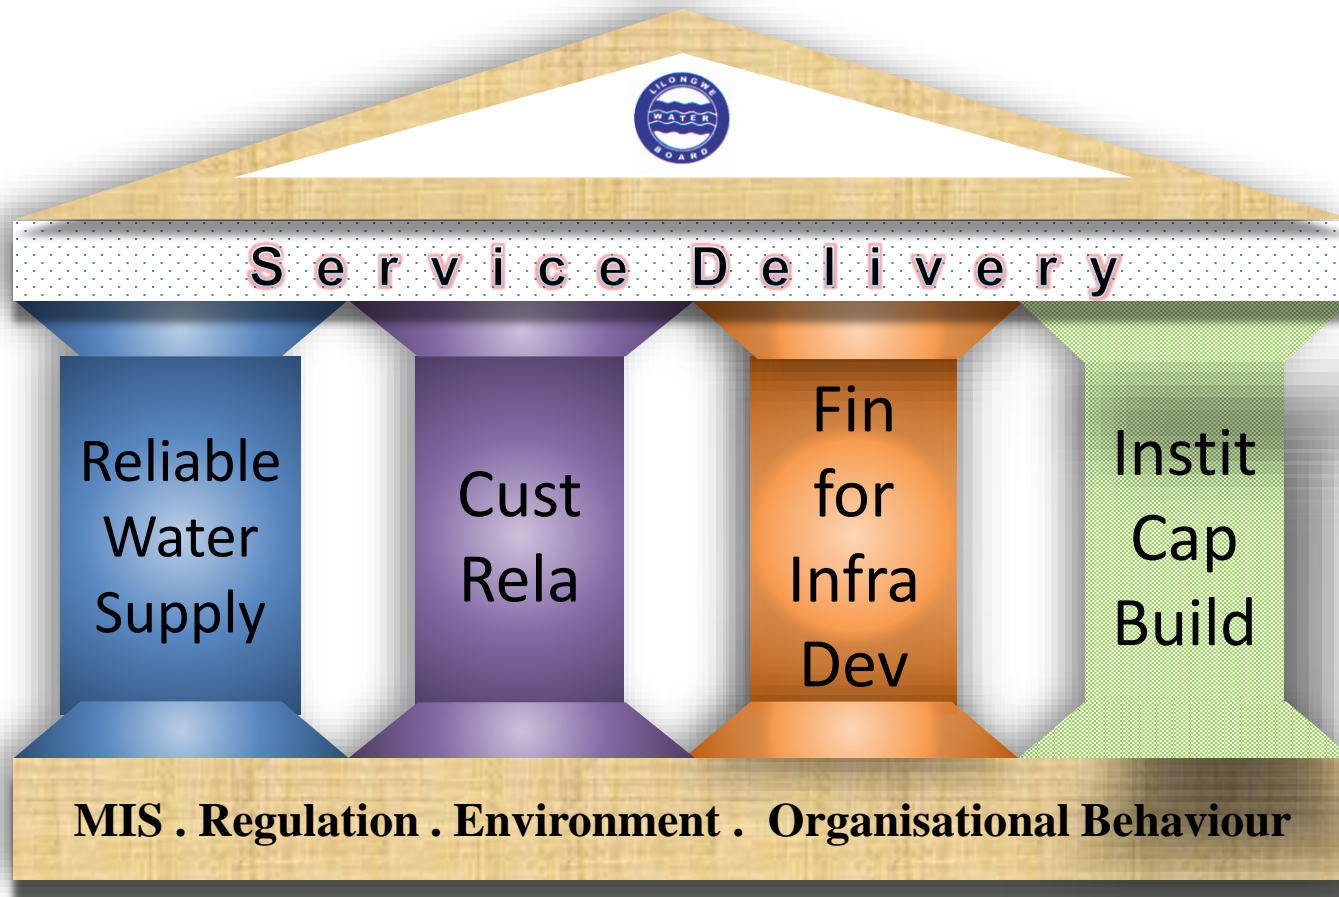 LILONGWE
WATER
BOARD
Service Delivery
Reliable
Water
Supply
Cust
Rela
Fin
for
Infra
Dev
Instit
Cap
Build
MIS . Regulation . Environment . Organisational Behaviour